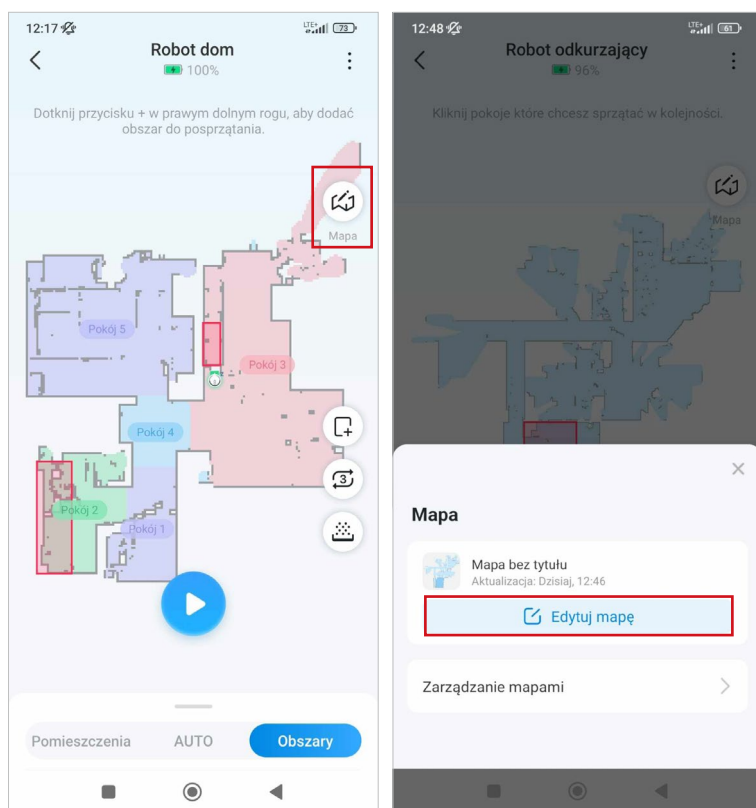 12:17
LTE+
73
Robot dom
100%
Dotknij przycisku + w prawym dolnym rogu, aby dodać
obszar do posprzątania.
Mapa
Pokój 5
Pokój 3
Pokój 4
3
Pokój 2
Pokój 1
Pomieszczenia
AUTO
Obszary
12:48
LTE+
61
Robot odkurzający
96%
Kliknij pokoje które chcesz sprzątać w kolejności.
Mapa
Mapa
Mapa bez tytułu
Aktualizacja: Dzisiaj, 12:46
Edytuj mapę
Zarządzanie mapami